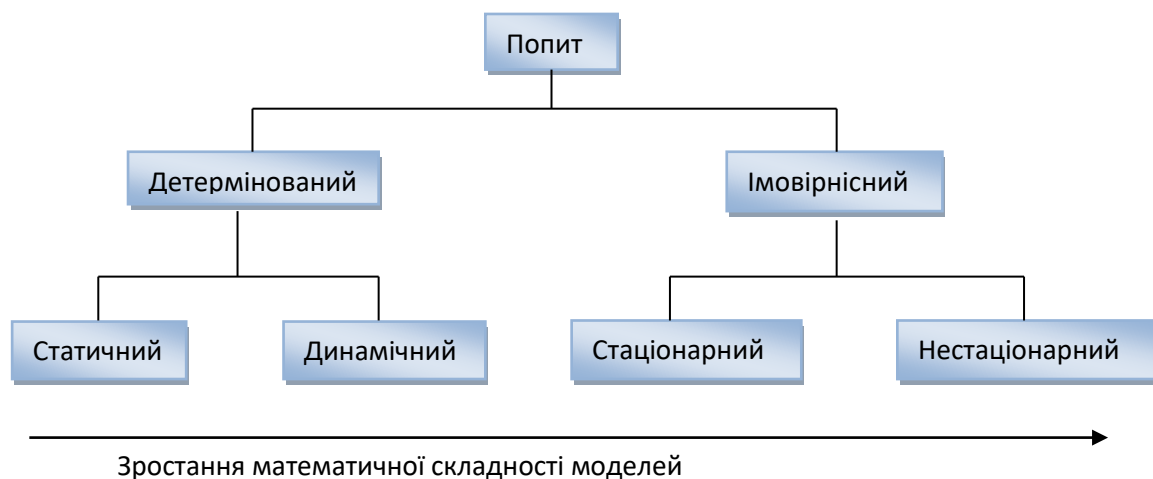 Попит
Детермінований
Імовірнісний
Статичний
Динамічний
Стаціонарний
Нестаціонарний
Зростання математичної складності моделей